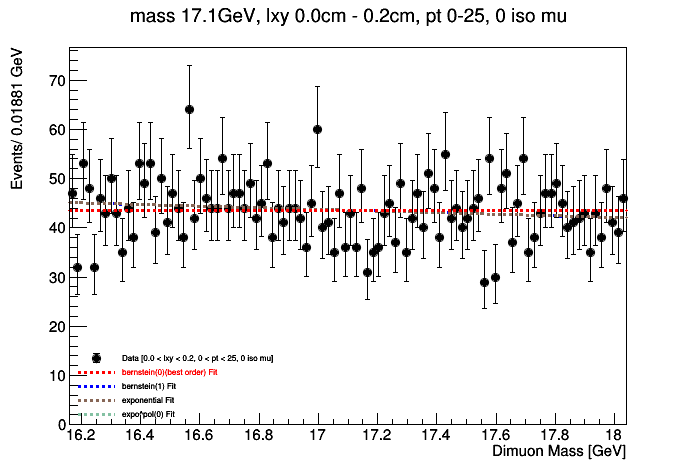 mass 17.1GeV, lxy 0.0cm - 0.2cm, pt 0-25, 0 iso mu
Events/ 0.01881 GeV
70
60
50
40
30
20
10
0
Data [0.0 < lxy < 0.2, 0 < pt < 25, 0 iso mu]
bernstein(0)(best order) Fit
bernstein(1) Fit
exponential Fit
expo*pol(0) Fit
16.2 16.4 16.6 16.8 17 17.2 17.4 17.6 17.8 18
Dimuon Mass [GeV]